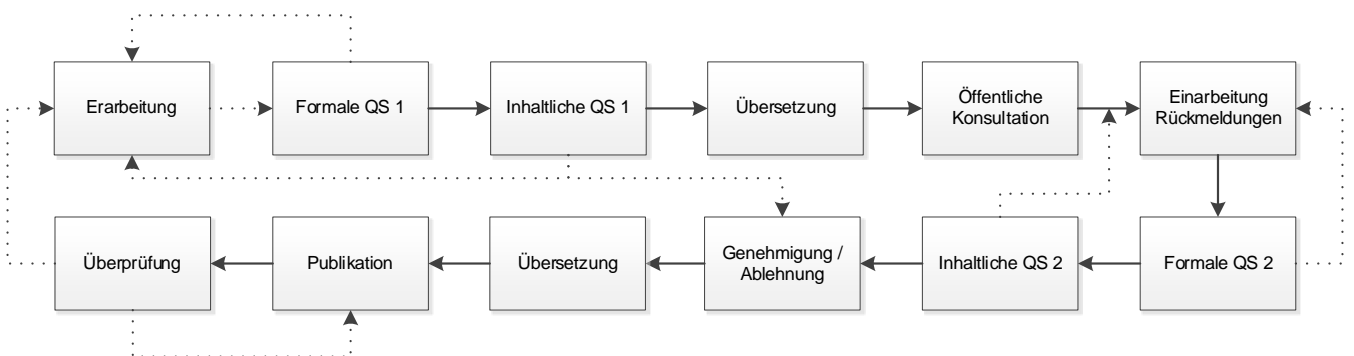 Erarbeitung
Formale QS 1
Inhaltliche QS 1
Übersetzung
Öffentliche
Konsultation
Einarbeitung
Rückmeldungen
Überprüfung
Publikation
Übersetzung
Genehmigung /
Ablehnung
Inhaltliche QS 2
Formale QS 2